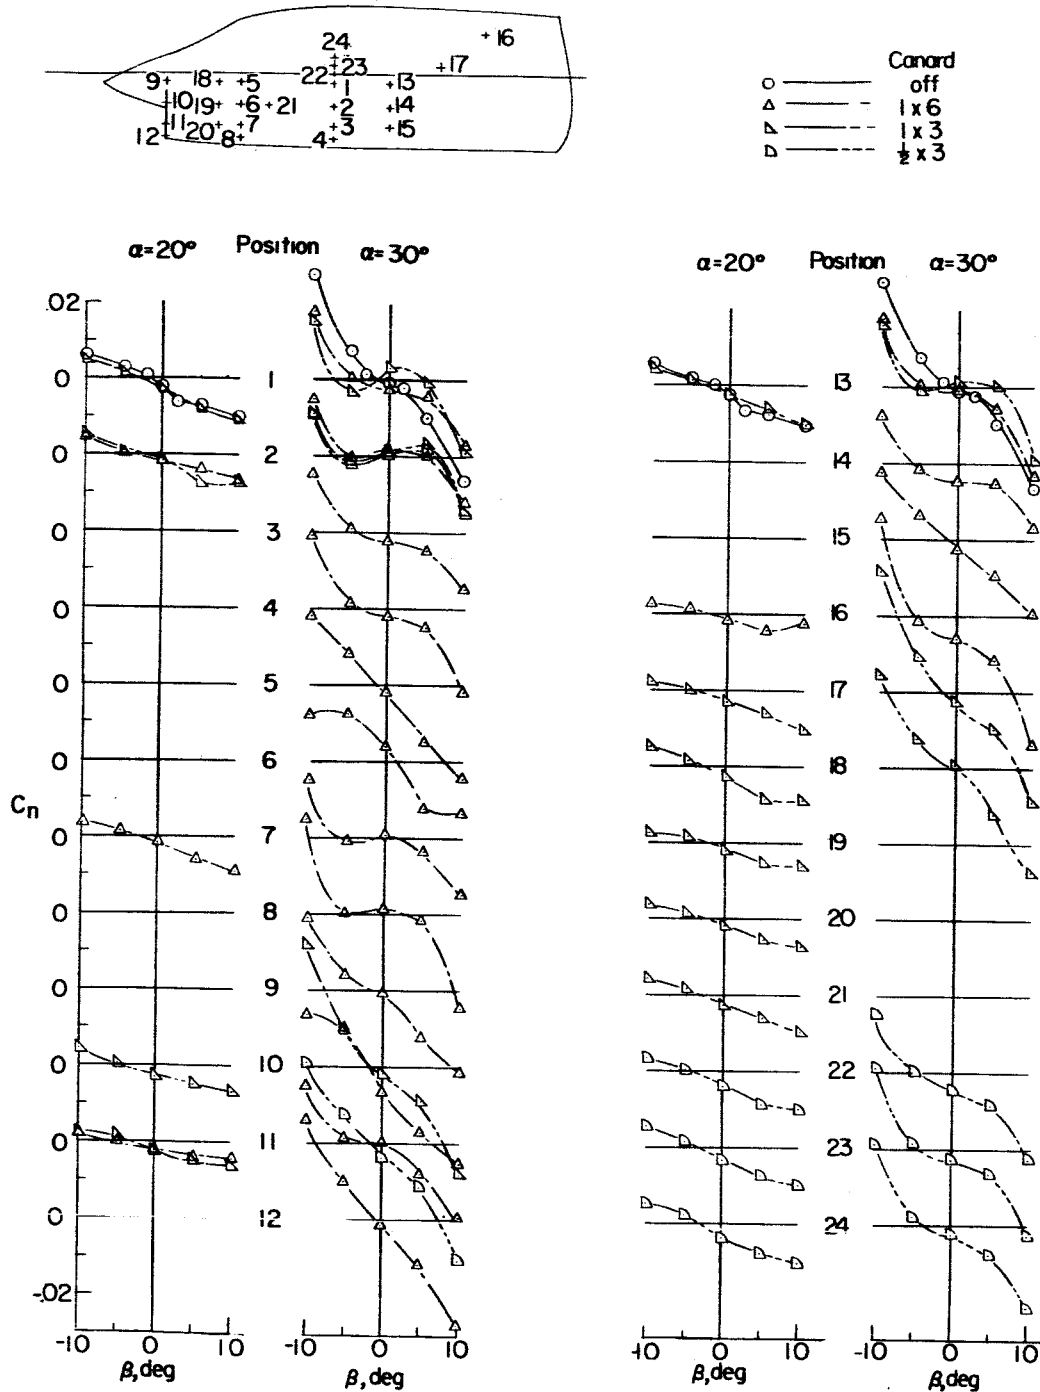 24
+16
+23
+17
22
9+ 18+ +5
+1
+13
+10 19+ +6 +21
+2
+14
+11 20+ +7
+3
+15
12
8+
4+
Canard
off
1 x 6
1 x 3
½ x 3
α=20° Position α=30°
α=20° Position α=30°
.02
0 1
13
0 2
14
0 3
15
0 4
16
0 5
17
0 6
18
Cn
0 7
19
0 8
20
0 9
21
0 10
22
0 11
23
0 12
24
-.02
-10 0 10 -10 0 10
-10 0 10 -10 0 10
β, deg β, deg
β, deg β, deg